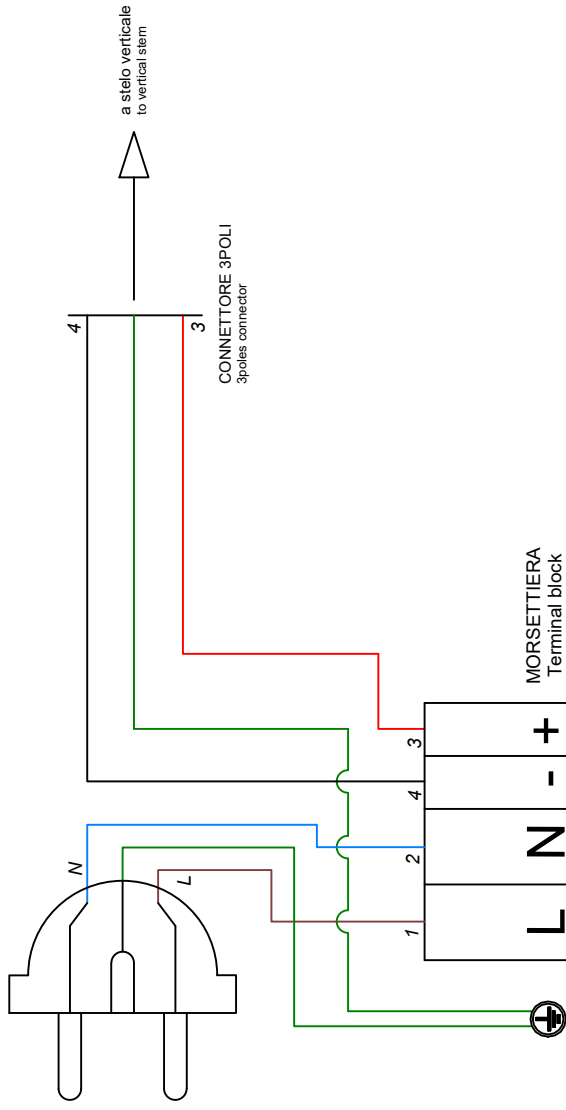 a stelo verticale
to vertical stem
4
3
CONNETTORE 3POLI
3poles connector
N
L
1
2
4
3
L
N
-
+
MORSETTIERA
Terminal block